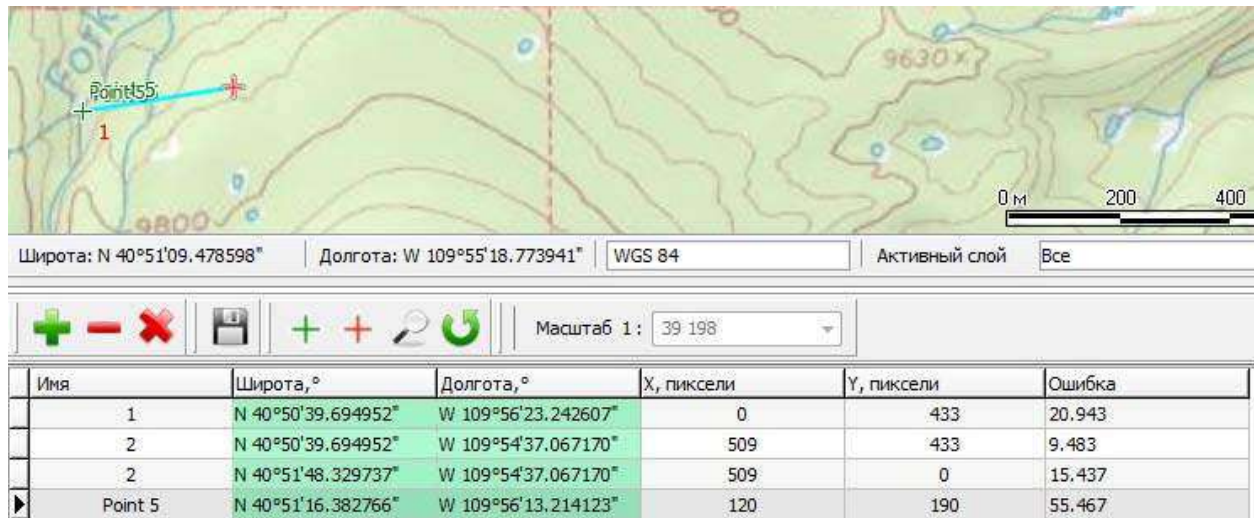 Fork
9630 x
Point 5
1
9800
0 м 200 400
Широта: N 40°51'09.478598" Долгота: W 109°55'18.773941" WGS 84 Активный слой Все
Масштаб 1: 39 198
Имя Широта,° Долгота,° X, пиксели Y, пиксели Ошибка
1 N 40°50'39.694952" W 109°56'23.242607" 0 433 20.943
2 N 40°50'39.694952" W 109°54'37.067170" 509 433 9.483
2 N 40°51'48.329737" W 109°54'37.067170" 509 0 15.437
Point 5 N 40°51'16.382766" W 109°56'13.214123" 120 190 55.467